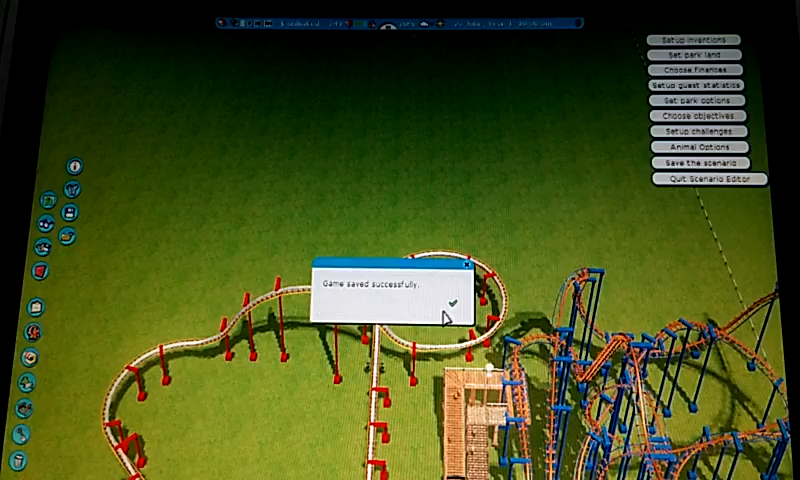 Setup inventions
Set park land
Choose finances
Setup guest statistics
Set park options
Choose objectives
Setup challenges
Animal Options
Save the scenario
Quit Scenario Editor
Game saved successfully.